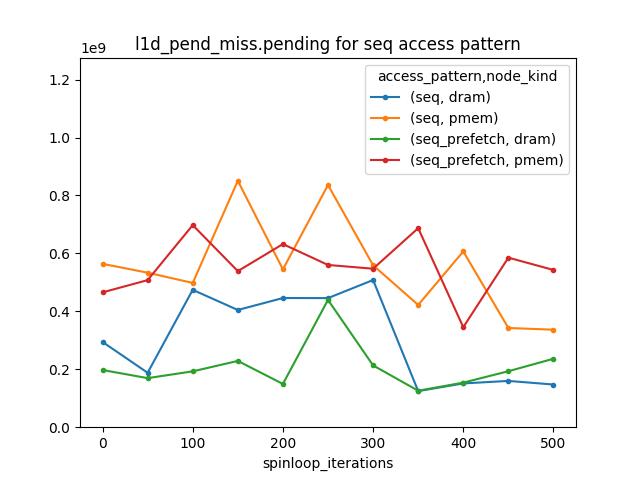 l1d_pend_miss.pending for seq access pattern
1e9
access_pattern,node_kind
(seq, dram)
(seq, pmem)
(seq_prefetch, dram)
(seq_prefetch, pmem)
1.2
1.0
0.8
0.6
0.4
0.2
0.0
0 100 200 300 400 500
spinloop_iterations